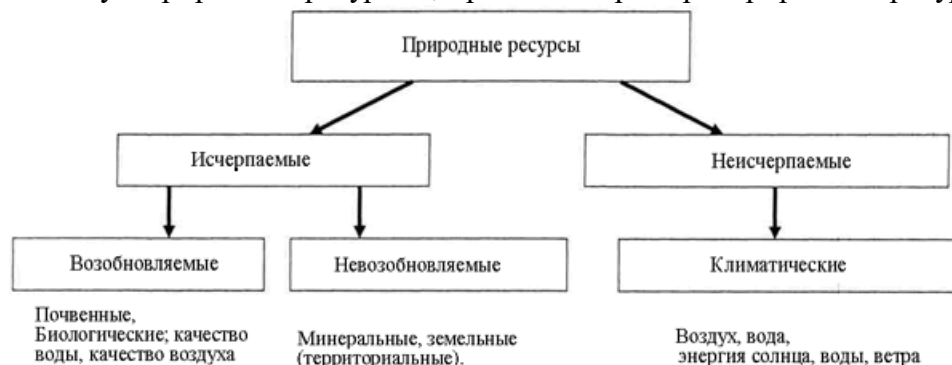 Природные ресурсы
Исчерпаемые
Неисчерпаемые
Возобновляемые
Невозобновляемые
Климатические
Почвенные,
Биологические; качество
воды, качество воздуха
Минеральные, земельные
(территориальные).
Воздух, вода,
энергия солнца, воды, ветра